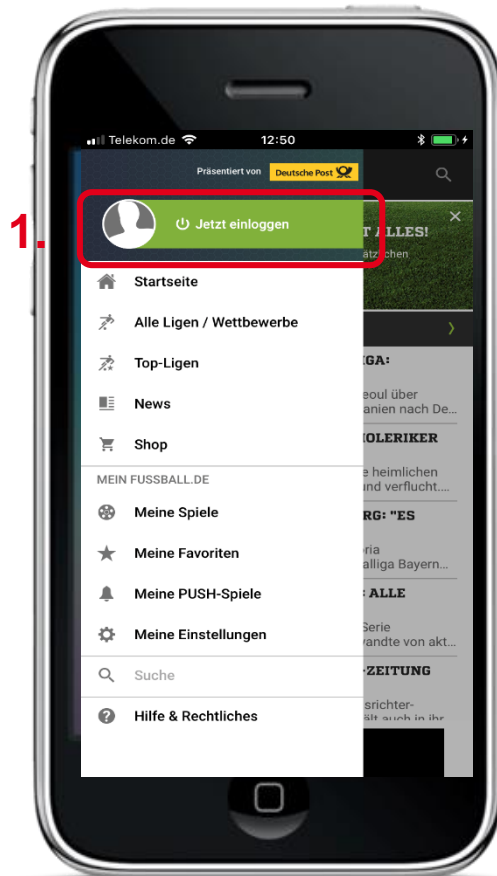 Telekom.de 12:50
Präsentiert von Deutsche Post
1.
Jetzt einloggen
T ALLES!
Startseite
Alle Ligen / Wettbewerbe
Top-Ligen
IGA:
eoul über
anien nach De...
News
OLERIKER
Shop
e heimlichen
und verflucht....
MEIN FUSSBALL.DE
Meine Spiele
RG: "ES
Meine Favoriten
ria
alliga Bayern...
Meine PUSH-Spiele
: ALLE
Meine Einstellungen
Serie
wandte von akt...
Suche
-ZEITUNG
Hilfe & Rechtliches
srichter-
ält auch in ihr